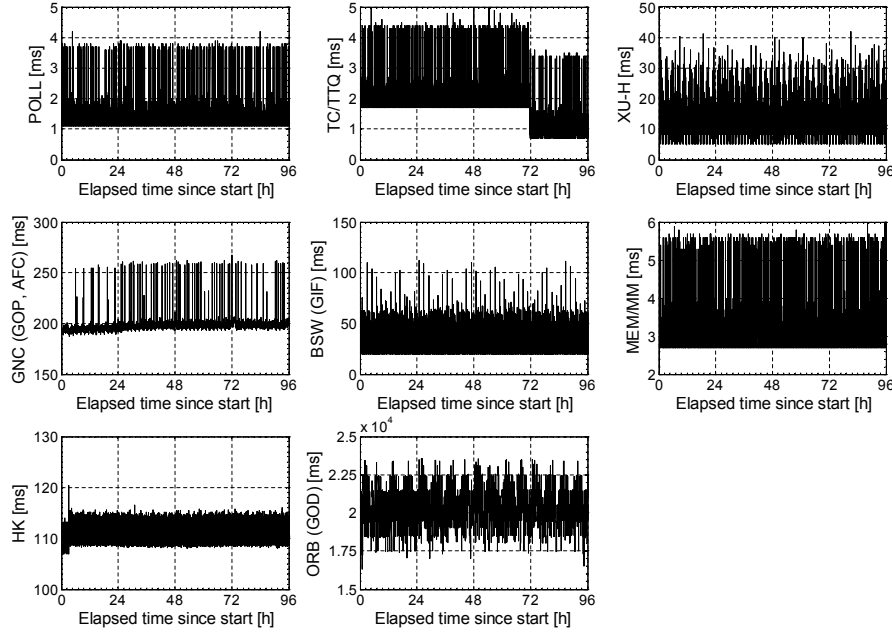 POLL [ms]
5
4
3
2
1
0
0 24 48 72 96
Elapsed time since start [h]
TC/TTQ [ms]
5
4
3
2
1
0
0 24 48 72 96
Elapsed time since start [h]
XU-H [ms]
50
40
30
20
10
0
0 24 48 72 96
Elapsed time since start [h]
GNC (GOP, AFC) [ms]
300
250
200
150
0 24 48 72 96
Elapsed time since start [h]
BSW (GIF) [ms]
150
100
50
0
0 24 48 72 96
Elapsed time since start [h]
MEM/MM [ms]
6
5
4
3
2
0 24 48 72 96
Elapsed time since start [h]
HK [ms]
130
120
110
100
0 24 48 72 96
Elapsed time since start [h]
ORB (GOD) [ms]
x 10^4
2.5
2.25
2
1.75
1.5
0 24 48 72 96
Elapsed time since start [h]